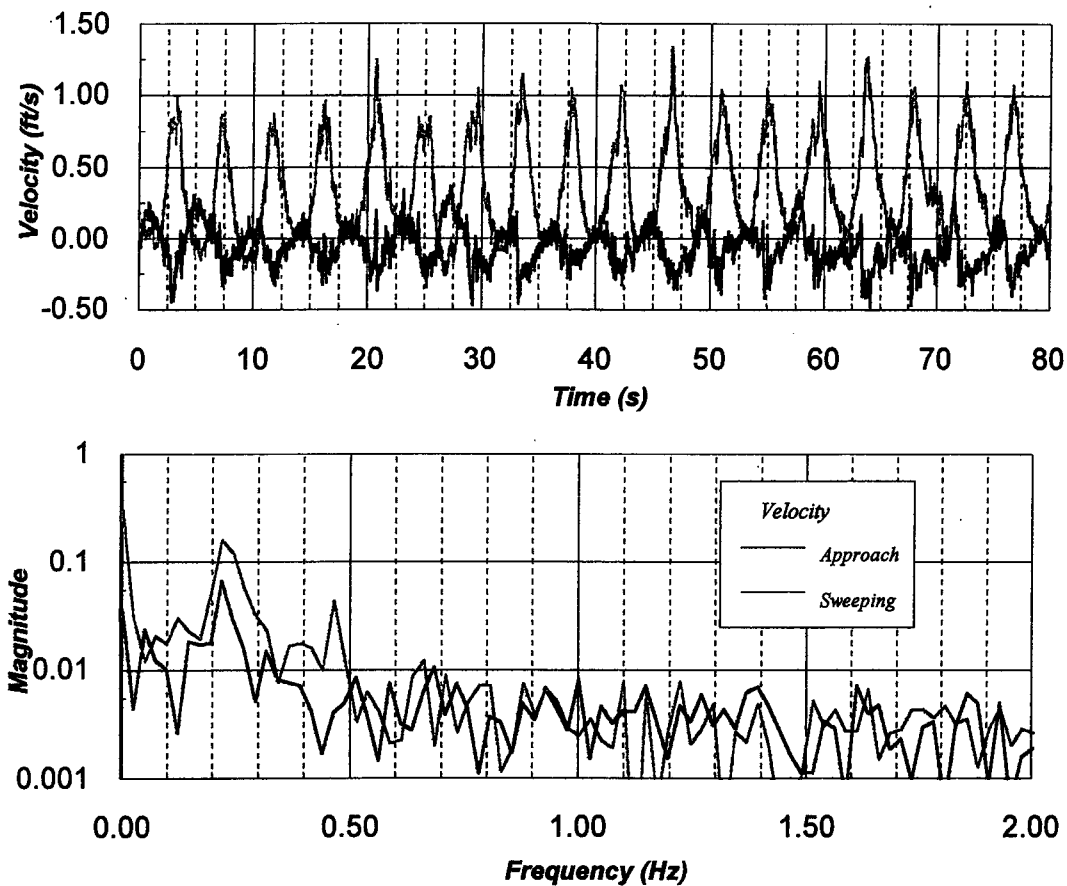 1.50
1.00
0.50
0.00
-0.50
Velocity (ft/s)
0 10 20 30 40 50 60 70 80
Time (s)
1
0.1
0.01
0.001
Magnitude
Velocity
Approach
Sweeping
0.00 0.50 1.00 1.50 2.00
Frequency (Hz)